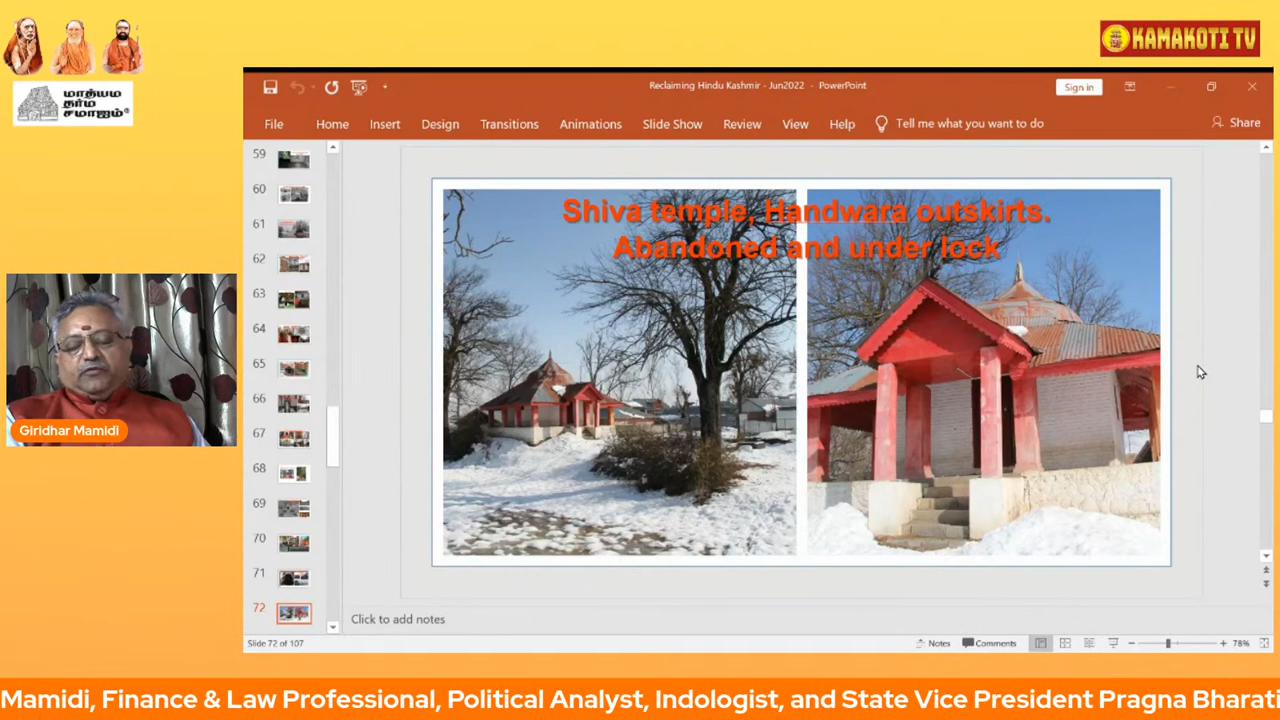 KAMAKOTI TV
மாத்யம
தர்ம
சமாஜம்®
Reclaiming Hindu Kashmir - Jun2022 - PowerPoint
Sign in
File Home Insert Design Transitions Animations Slide Show Review View Help Tell me what you want to do Share
59
60
61
62
63
64
65
66
67
68
69
70
71
72
Shiva temple, Handwara outskirts.
Abandoned and under lock
Giridhar Mamidi
Click to add notes
Slide 72 of 107 Notes Comments 78%
Mamidi, Finance & Law Professional, Political Analyst, Indologist, and State Vice President Pragna Bharati